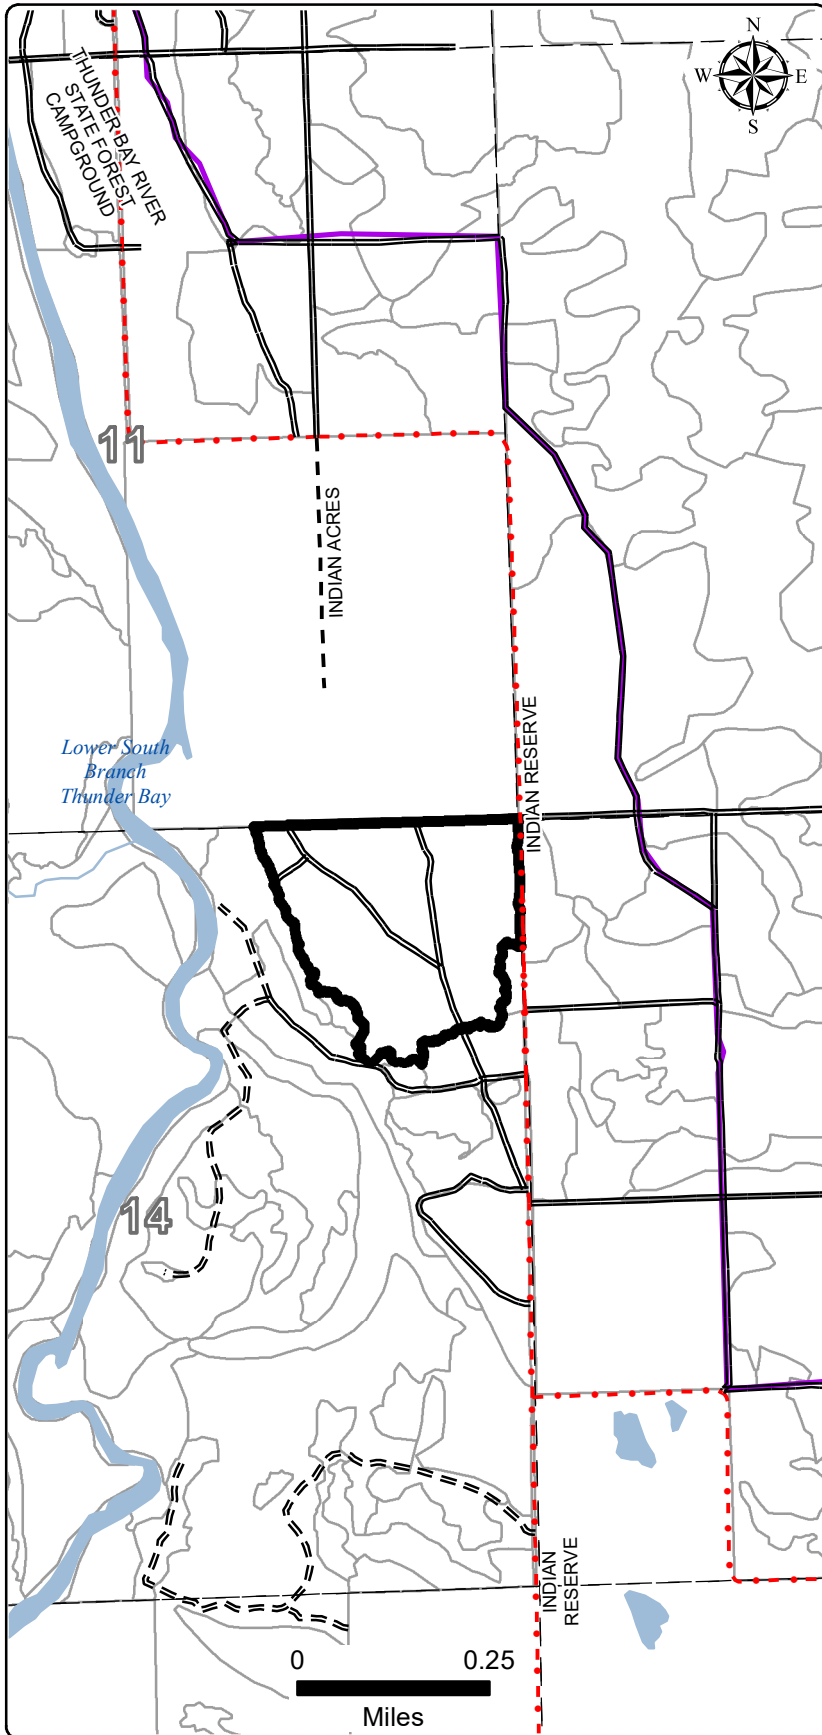 N
W E
S
THUNDER BAY RIVER
STATE FOREST
CAMPGROUND
11
INDIAN ACRES
INDIAN RESERVE
Lower South
Branch
Thunder Bay
14
INDIAN
RESERVE
0 0.25
Miles